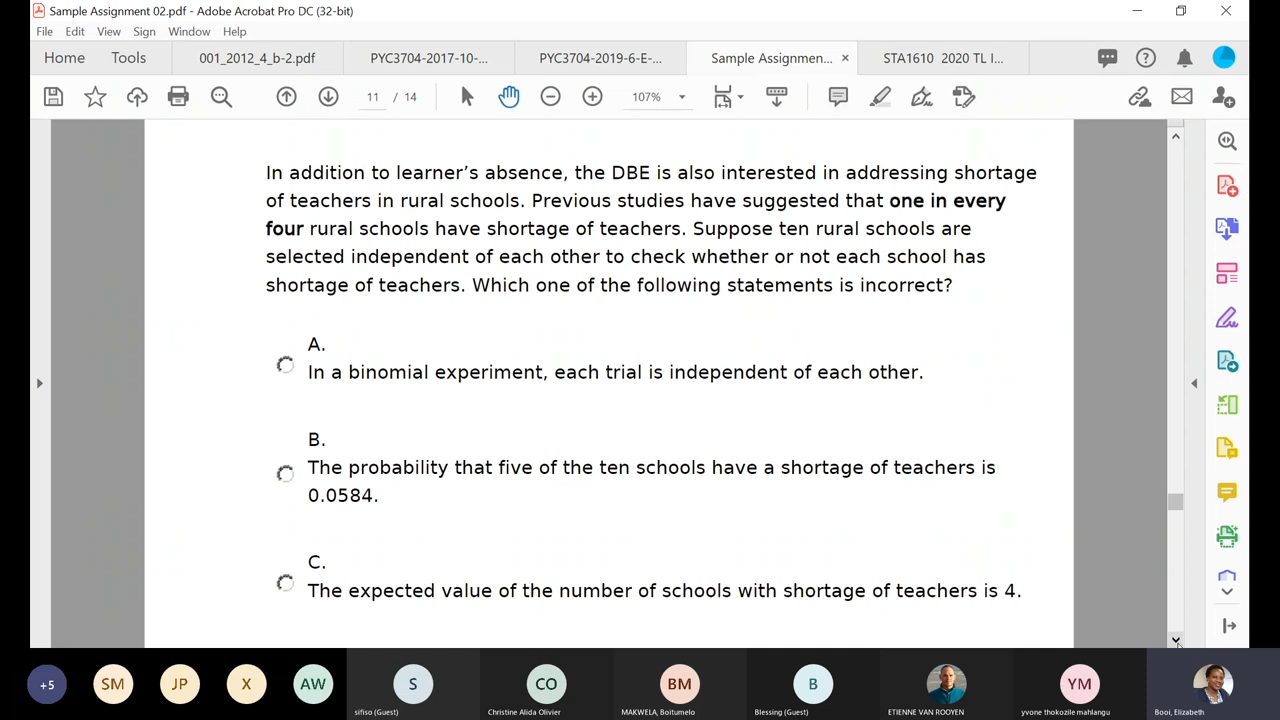 Sample Assignment 02.pdf - Adobe Acrobat Pro DC (32-bit)
File Edit View Sign Window Help
Home Tools 001_2012_4_b-2.pdf PYC3704-2017-10-... PYC3704-2019-6-E-... Sample Assignmen... × STA1610 2020 TL I...
11 / 14 107%
In addition to learner’s absence, the DBE is also interested in addressing shortage
of teachers in rural schools. Previous studies have suggested that one in every
four rural schools have shortage of teachers. Suppose ten rural schools are
selected independent of each other to check whether or not each school has
shortage of teachers. Which one of the following statements is incorrect?
A.
In a binomial experiment, each trial is independent of each other.
B.
The probability that five of the ten schools have a shortage of teachers is
0.0584.
C.
The expected value of the number of schools with shortage of teachers is 4.
+5 SM JP X AW S CO BM B YM
sifiso (Guest) Christine Alida Olivier MAKWELA, Boitumelo Blessing (Guest) ETIENNE VAN ROOYEN yvone thokozile mahlangu Booi, Elizabeth